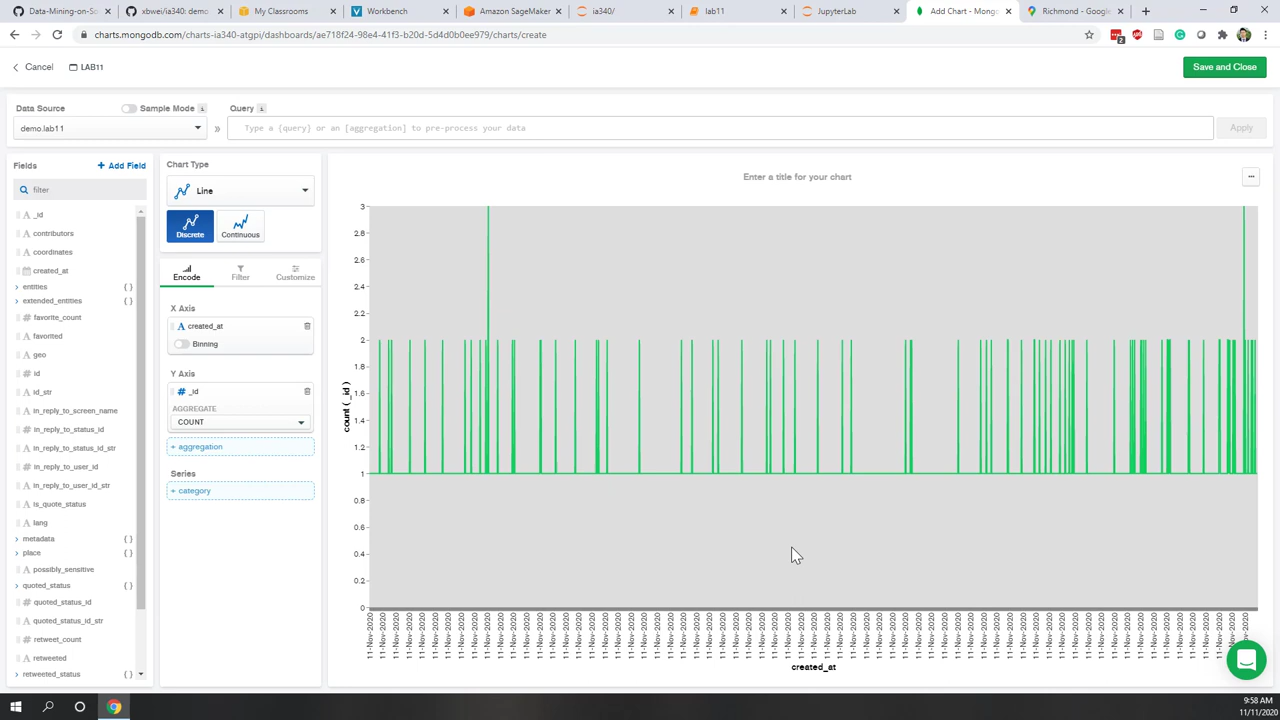 Data-Mining-on-So
xbwei/ia340: demo
My Classrooms
Workbench
Amazon SageMaker
ia340/
lab11
JupyterLab
Add Chart - Mongo
Richmond - Google
charts.mongodb.com/charts-ia340-atgpi/dashboards/ae718f24-98e4-41f3-b20d-5d4d0b0ee979/charts/create
2
Cancel
LAB11
Save and Close
Data Source
Sample Mode
Query
demo.lab11
Type a {query} or an [aggregation] to pre-process your data
Apply
Fields
+ Add Field
filter
_id
contributors
coordinates
created_at
entities
extended_entities
favorite_count
favorited
geo
id
id_str
in_reply_to_screen_name
in_reply_to_status_id
in_reply_to_status_id_str
in_reply_to_user_id
in_reply_to_user_id_str
is_quote_status
lang
metadata
place
possibly_sensitive
quoted_status
quoted_status_id
quoted_status_id_str
retweet_count
retweeted
retweeted_status
Chart Type
Line
Discrete
Continuous
Encode
Filter
Customize
X Axis
created_at
Binning
Y Axis
_id
AGGREGATE
COUNT
+ aggregation
Series
+ category
Enter a title for your chart
3
2.8
2.6
2.4
2.2
2
1.8
1.6
1.4
1.2
1
0.8
0.6
0.4
0.2
0
count ( _id )
11-Nov-2020
created_at
9:58 AM
11/11/2020